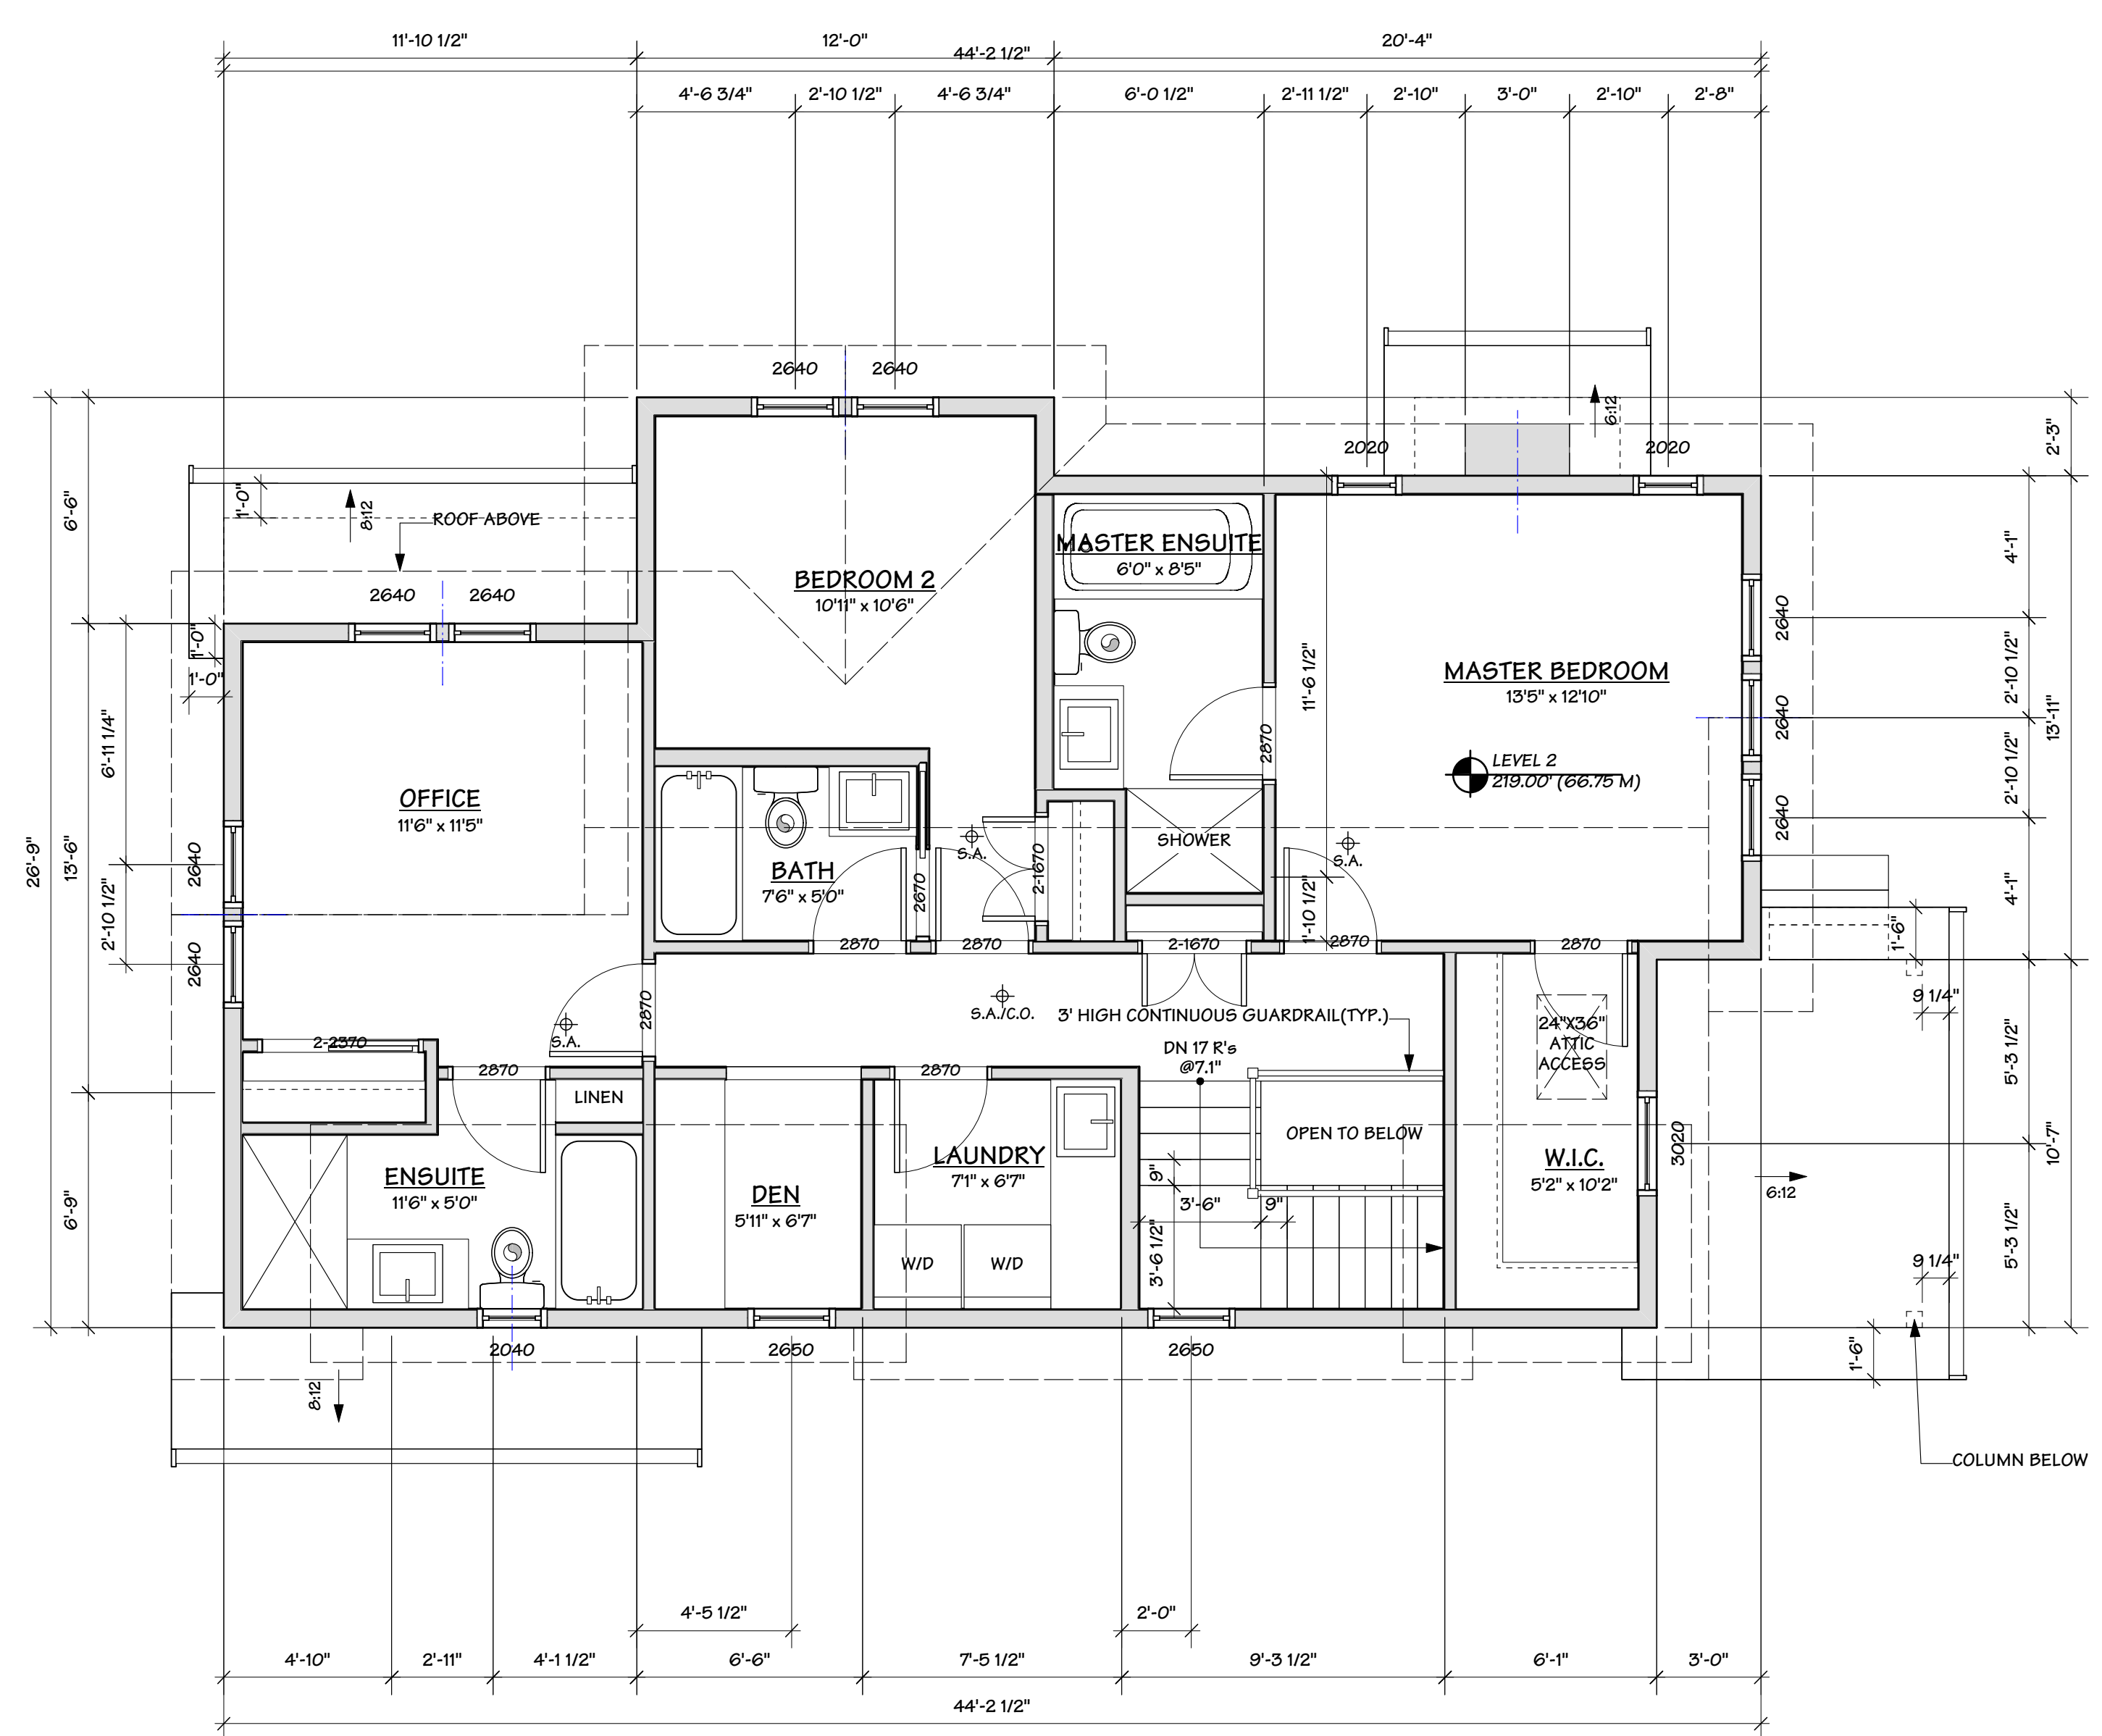 11'-10 1/2"
12'-0"
20'-4"
44'-2 1/2"
4'-6 3/4"
2'-10 1/2"
4'-6 3/4"
6'-0 1/2"
2'-11 1/2"
2'-10"
3'-0"
2'-10"
2'-8"
2640
2640
6:12
2020
2020
2'-3"
6'-6"
1'-0"
8:12
ROOF ABOVE
MASTER ENSUITE
6'0" x 8'5"
4'-1"
BEDROOM 2
10'11" x 10'6"
2640
2640
2640
1'-0"
1'-0"
11'-6 1/2"
MASTER BEDROOM
13'5" x 12'10"
2'-10 1/2"
13'-11"
2640
6'-11 1/4"
2870
LEVEL 2
219.00' (66.75 M)
2'-10 1/2"
OFFICE
11'6" x 11'5"
2640
26'-9"
13'-6"
2640
SHOWER
S.A.
S.A.
BATH
7'6" x 5'0"
2670
2-1670
1'-10 1/2"
4'-1"
2'-10 1/2"
2640
2870
2870
2-1670
2870
2870
1'-6"
9 1/4"
2870
S.A./C.O.
3' HIGH CONTINUOUS GUARDRAIL(TYP.)
24"X36"
ATTIC
ACCESS
S.A.
2-2370
2870
2870
DN 17 R's
@7.1"
5'-3 1/2"
LINEN
OPEN TO BELOW
3020
10'-7"
LAUNDRY
7'1" x 6'7"
W.I.C.
5'2" x 10'2"
ENSUITE
11'6" x 5'0"
DEN
5'11" x 6'7"
9"
3'-6"
9"
6:12
6'-9"
3'-6 1/2"
5'-3 1/2"
W/D
W/D
9 1/4"
2040
2650
2650
1'-6"
8:12
COLUMN BELOW
4'-5 1/2"
2'-0"
4'-10"
2'-11"
4'-1 1/2"
6'-6"
7'-5 1/2"
9'-3 1/2"
6'-1"
3'-0"
44'-2 1/2"